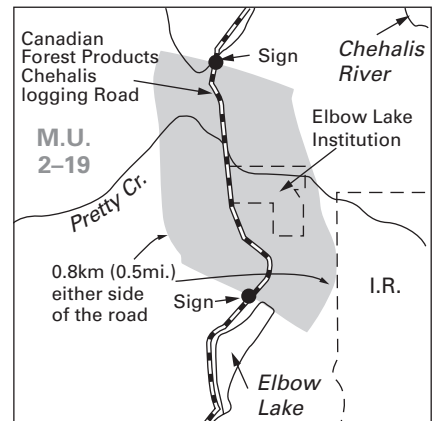 Canadian
Forest Products
Chehalis
logging Road
Sign
Chehalis
River
M.U.
2–19
Elbow Lake
Institution
Pretty Cr.
0.8km (0.5mi.)
either side
of the road
Sign
I.R.
Elbow
Lake